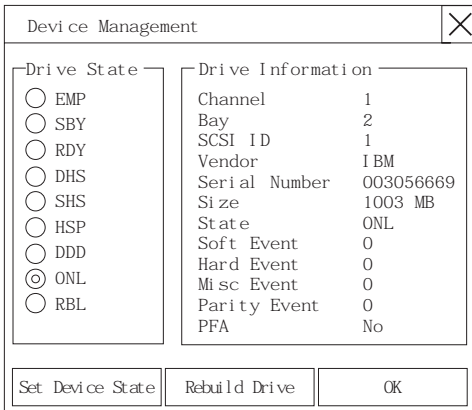 Device Management
Drive State
EMP
SBY
RDY
DHS
SHS
HSP
DDD
ONL
RBL
Drive Information
Channel 1
Bay 2
SCSI ID 1
Vendor IBM
Serial Number 003056669
Size 1003 MB
State ONL
Soft Event 0
Hard Event 0
Misc Event 0
Parity Event 0
PFA No
Set Device State
Rebuild Drive
OK